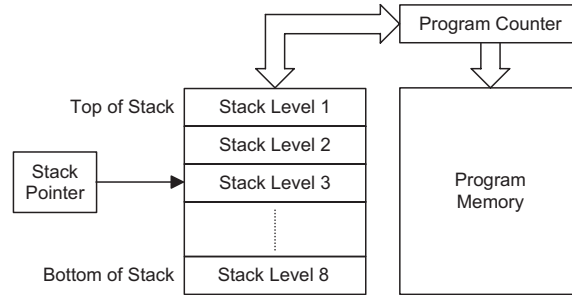 Program Counter
Top of Stack
Stack Level 1
Stack Level 2
Stack
Pointer
Stack Level 3
Program
Memory
Bottom of Stack
Stack Level 8